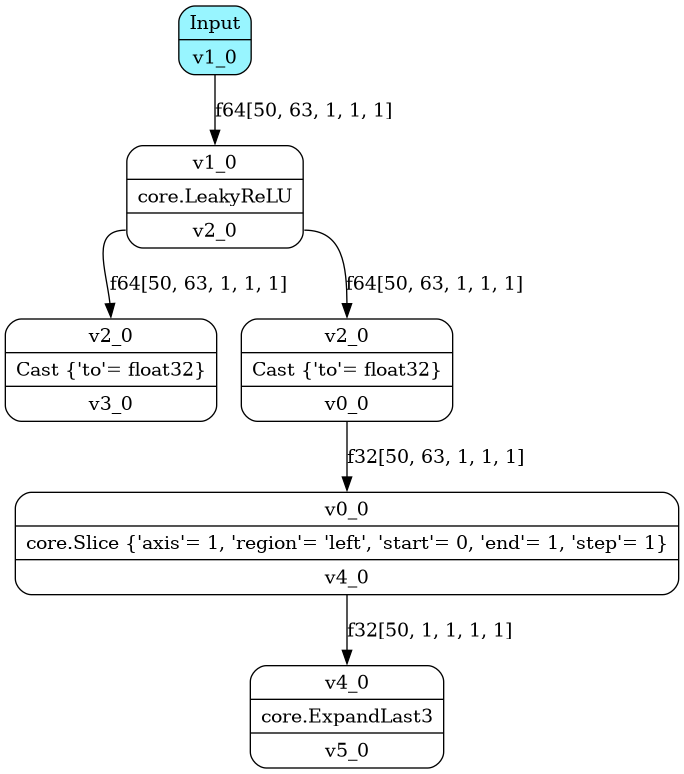 Input
v1_0
f64[50, 63, 1, 1, 1]
v1_0
core.LeakyReLU
v2_0
f64[50, 63, 1, 1, 1]
f64[50, 63, 1, 1, 1]
v2_0
Cast {'to'= float32}
v3_0
v2_0
Cast {'to'= float32}
v0_0
f32[50, 63, 1, 1, 1]
v0_0
core.Slice {'axis'= 1, 'region'= 'left', 'start'= 0, 'end'= 1, 'step'= 1}
v4_0
f32[50, 1, 1, 1, 1]
v4_0
core.ExpandLast3
v5_0